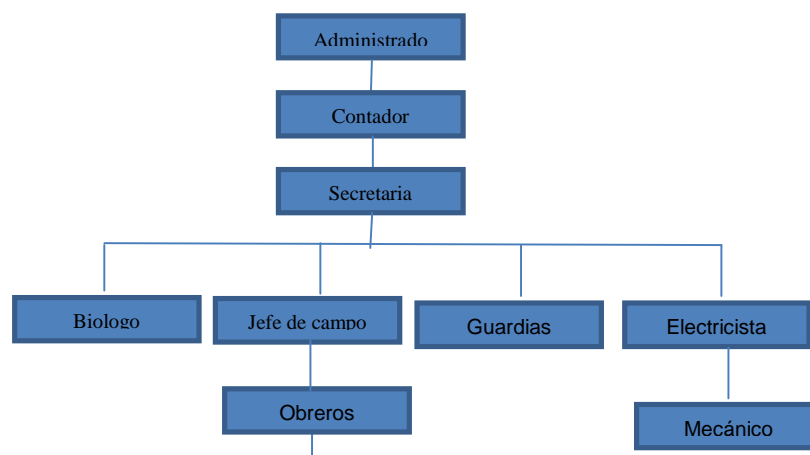 Administrado
Contador
Secretaria
Biologo
Jefe de campo
Guardias
Electricista
Obreros
Mecánico